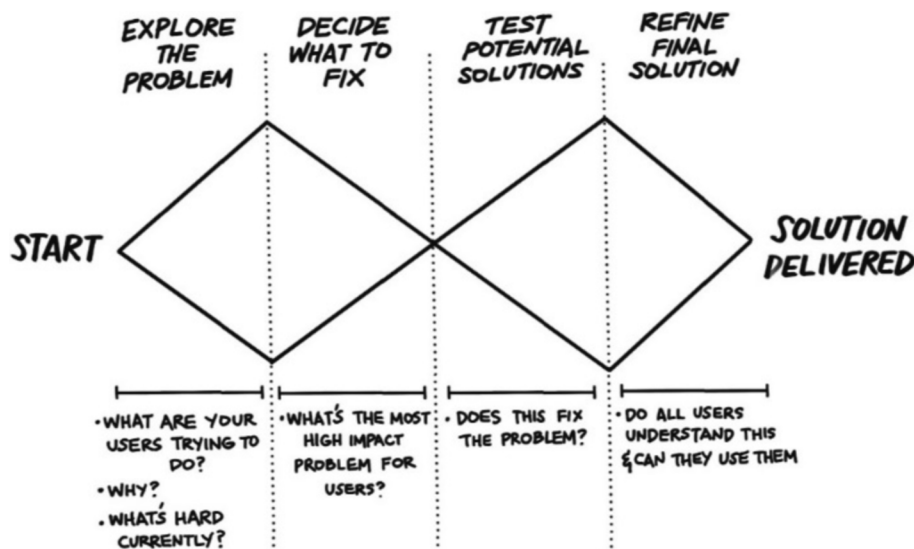 EXPLORE
THE
PROBLEM
DECIDE
WHAT TO
FIX
TEST
POTENTIAL
SOLUTIONS
REFINE
FINAL
SOLUTION
START
SOLUTION
DELIVERED
• WHAT ARE YOUR
USERS TRYING TO
DO?
• WHY?
• WHAT'S HARD
CURRENTLY?
• WHAT'S THE MOST
HIGH IMPACT
PROBLEM FOR
USERS?
• DOES THIS FIX
THE PROBLEM?
• DO ALL USERS
UNDERSTAND THIS
& CAN THEY USE THEM